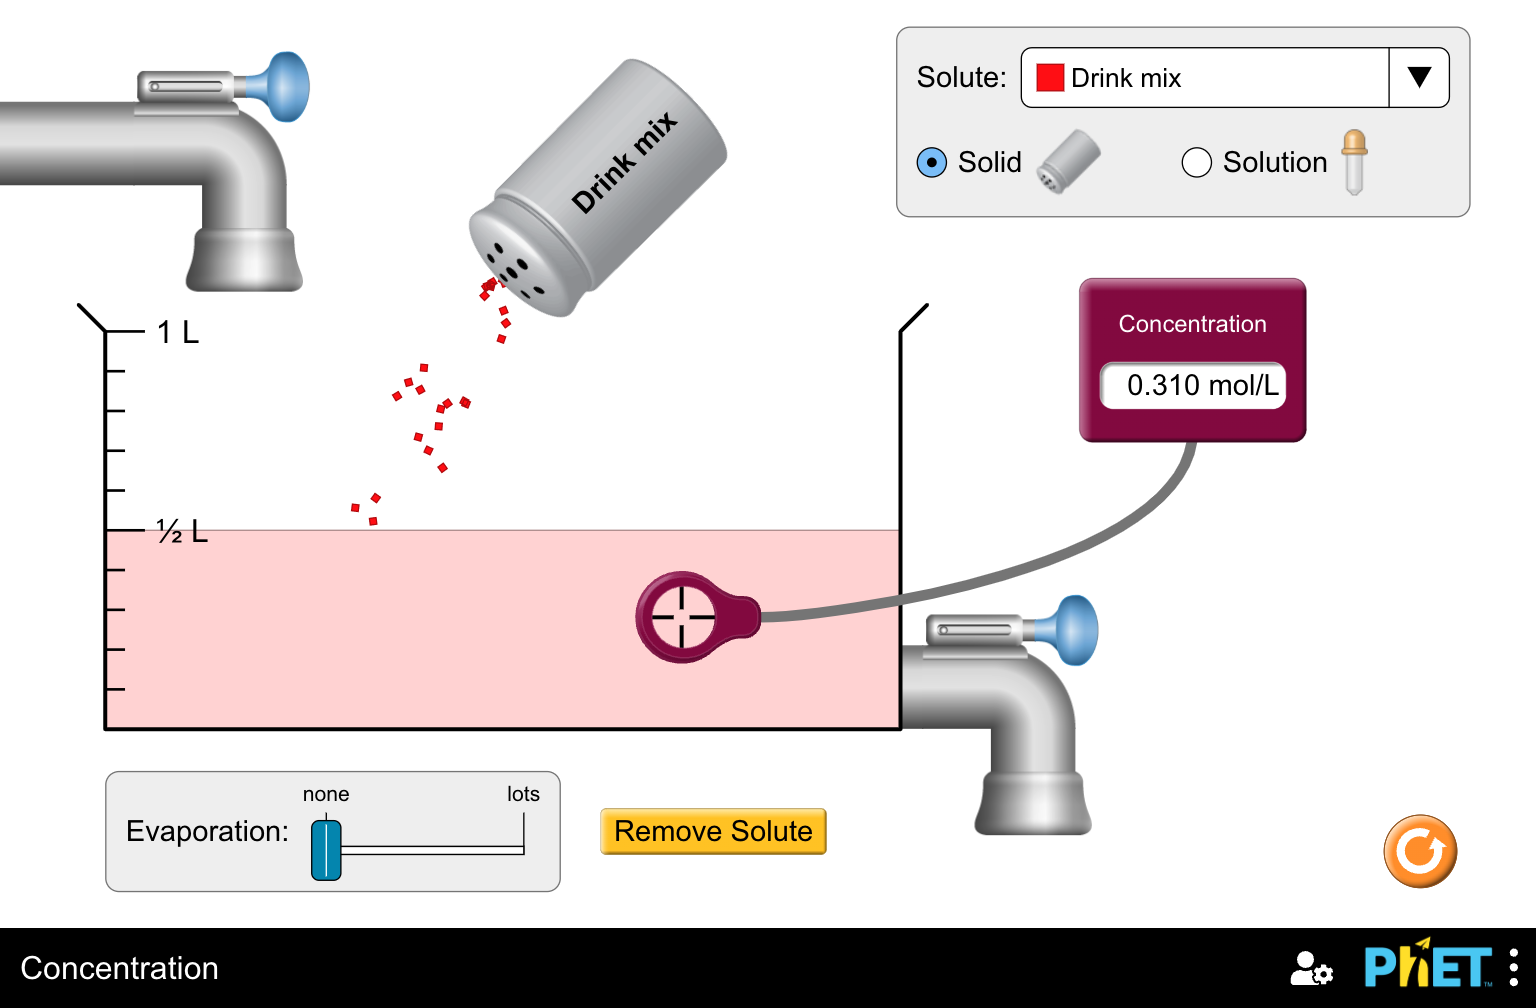 Drink mix
Solute:
Drink mix
Solid
Solution
1 L
½ L
Concentration
0.310 mol/L
none
lots
Evaporation:
Remove Solute
Concentration
PhET™